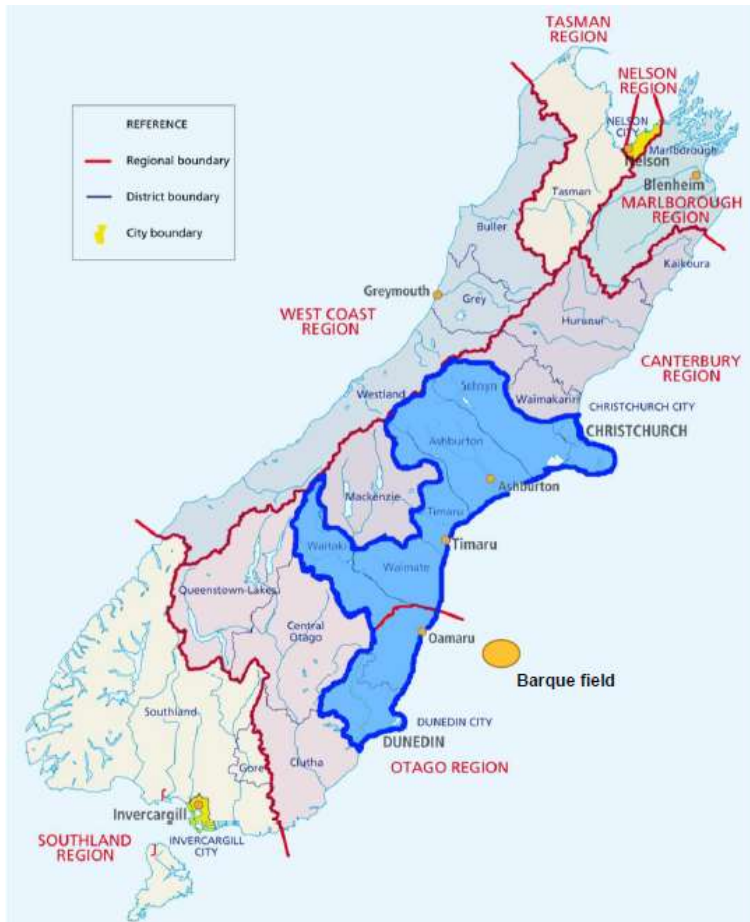 TASMAN
REGION
NELSON
REGION
REFERENCE
Regional boundary
District boundary
City boundary
NELSON
CITY
Nelson
Marlborough
Blenheim
MARLBOROUGH
REGION
Tasman
Buller
Kaikoura
Greymouth
Grey
Hurunui
WEST COAST
REGION
CANTERBURY
REGION
Westland
Selwyn
Waimakariri
CHRISTCHURCH CITY
CHRISTCHURCH
Ashburton
Ashburton
Mackenzie
Timaru
Timaru
Waitaki
Waimate
Queenstown-Lakes
Central
Otago
Oamaru
Barque field
Southland
DUNEDIN CITY
DUNEDIN
OTAGO REGION
Gore
Clutha
Invercargill
SOUTHLAND
REGION
INVERCARGILL
CITY